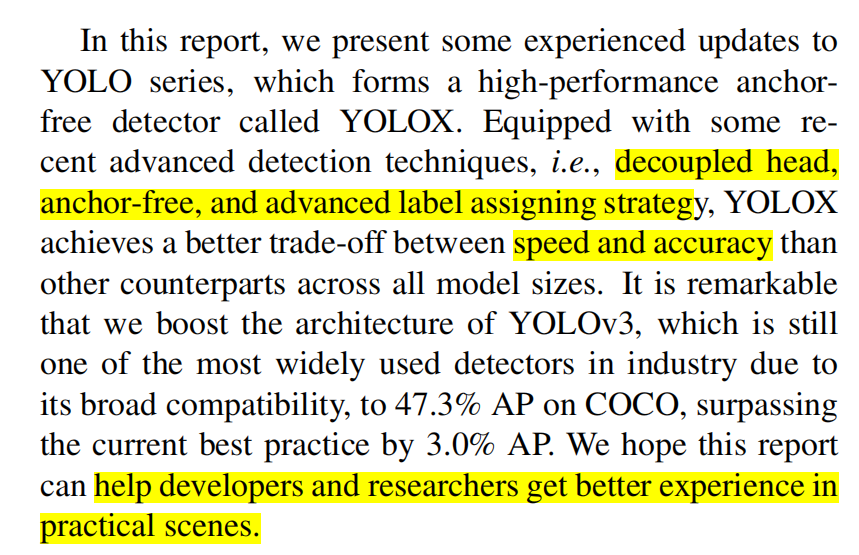 In this report, we present some experienced updates to
YOLO series, which forms a high-performance anchor-
free detector called YOLOX. Equipped with some re-
cent advanced detection techniques, i.e., decoupled head,
anchor-free, and advanced label assigning strategy, YOLOX
achieves a better trade-off between speed and accuracy than
other counterparts across all model sizes. It is remarkable
that we boost the architecture of YOLOv3, which is still
one of the most widely used detectors in industry due to
its broad compatibility, to 47.3% AP on COCO, surpassing
the current best practice by 3.0% AP. We hope this report
can help developers and researchers get better experience in
practical scenes.